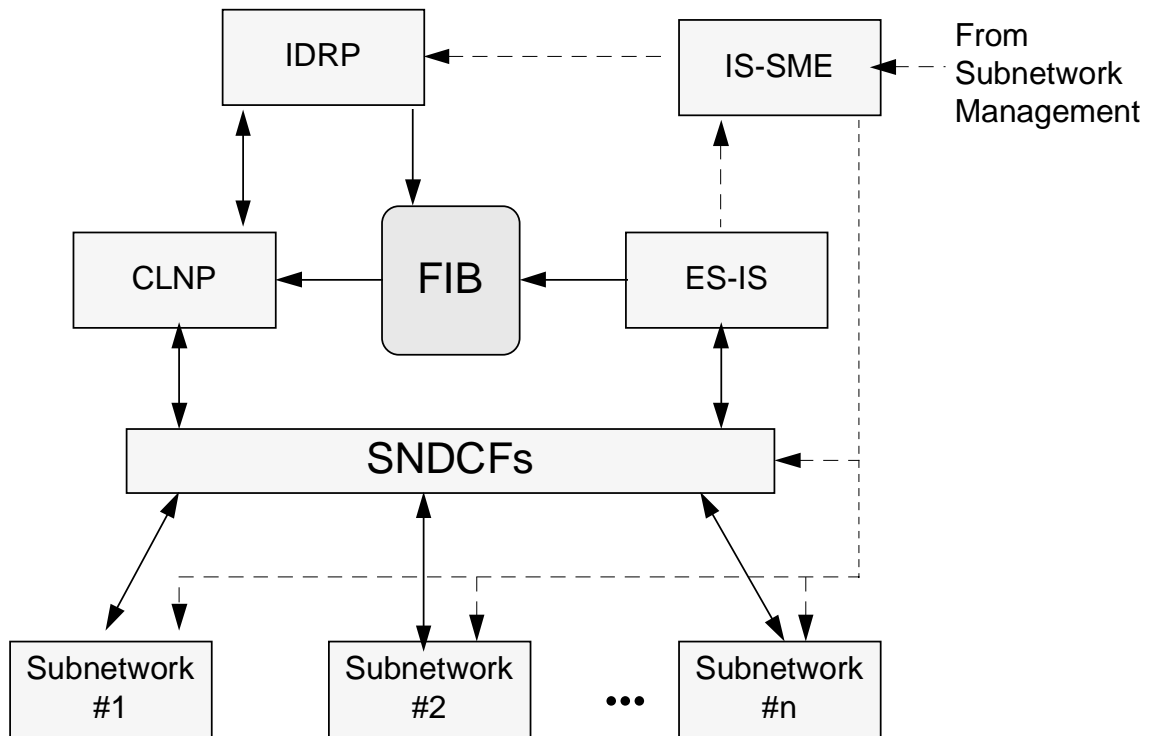 IDRP
IS-SME
From
Subnetwork
Management
CLNP
FIB
ES-IS
SNDCFs
Subnetwork
#1
Subnetwork
#2
•••
Subnetwork
#n